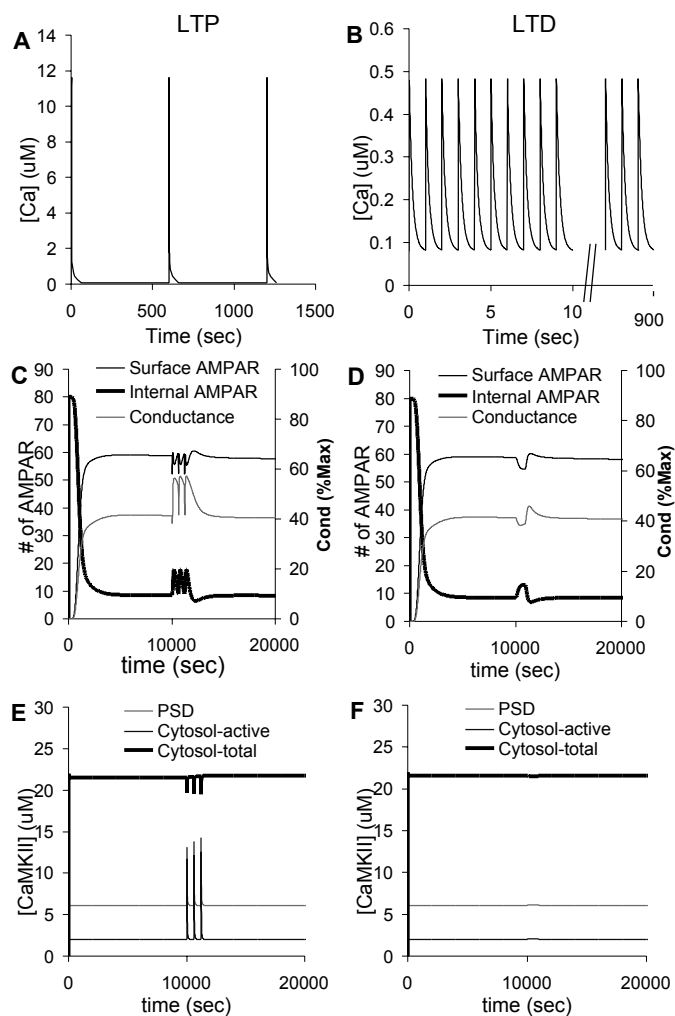 LTP
LTD
A
B
[Ca] (uM)
14
12
10
8
6
4
2
0
0 500 1000 1500
Time (sec)
[Ca] (uM)
0.6
0.5
0.4
0.3
0.2
0.1
0
0 5 10 900
Time (sec)
C
Surface AMPAR
Internal AMPAR
Conductance
# of AMPAR
90
80
70
60
50
40
30
20
10
0
Cond (%Max)
100
80
60
40
20
0
0 10000 20000
time (sec)
D
Surface AMPAR
Internal AMPAR
Conductance
# of AMPAR
90
80
70
60
50
40
30
20
10
0
Cond (%Max)
100
80
60
40
20
0
0 10000 20000
time (sec)
E
PSD
Cytosol-active
Cytosol-total
[CaMKII] (uM)
30
25
20
15
10
5
0
0 10000 20000
time (sec)
F
PSD
Cytosol-active
Cytosol-total
[CaMKII] (uM)
30
25
20
15
10
5
0
0 10000 20000
time (sec)